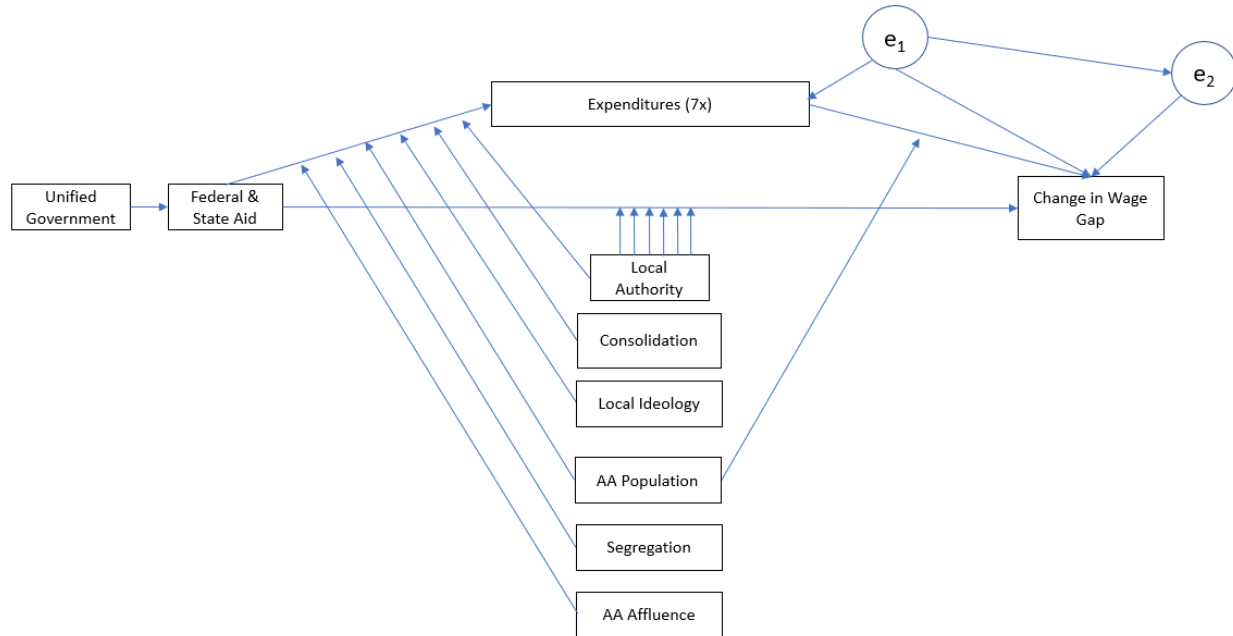 e₁
e₂
Expenditures (7x)
Unified
Government
Federal &
State Aid
Change in Wage
Gap
Local
Authority
Consolidation
Local Ideology
AA Population
Segregation
AA Affluence